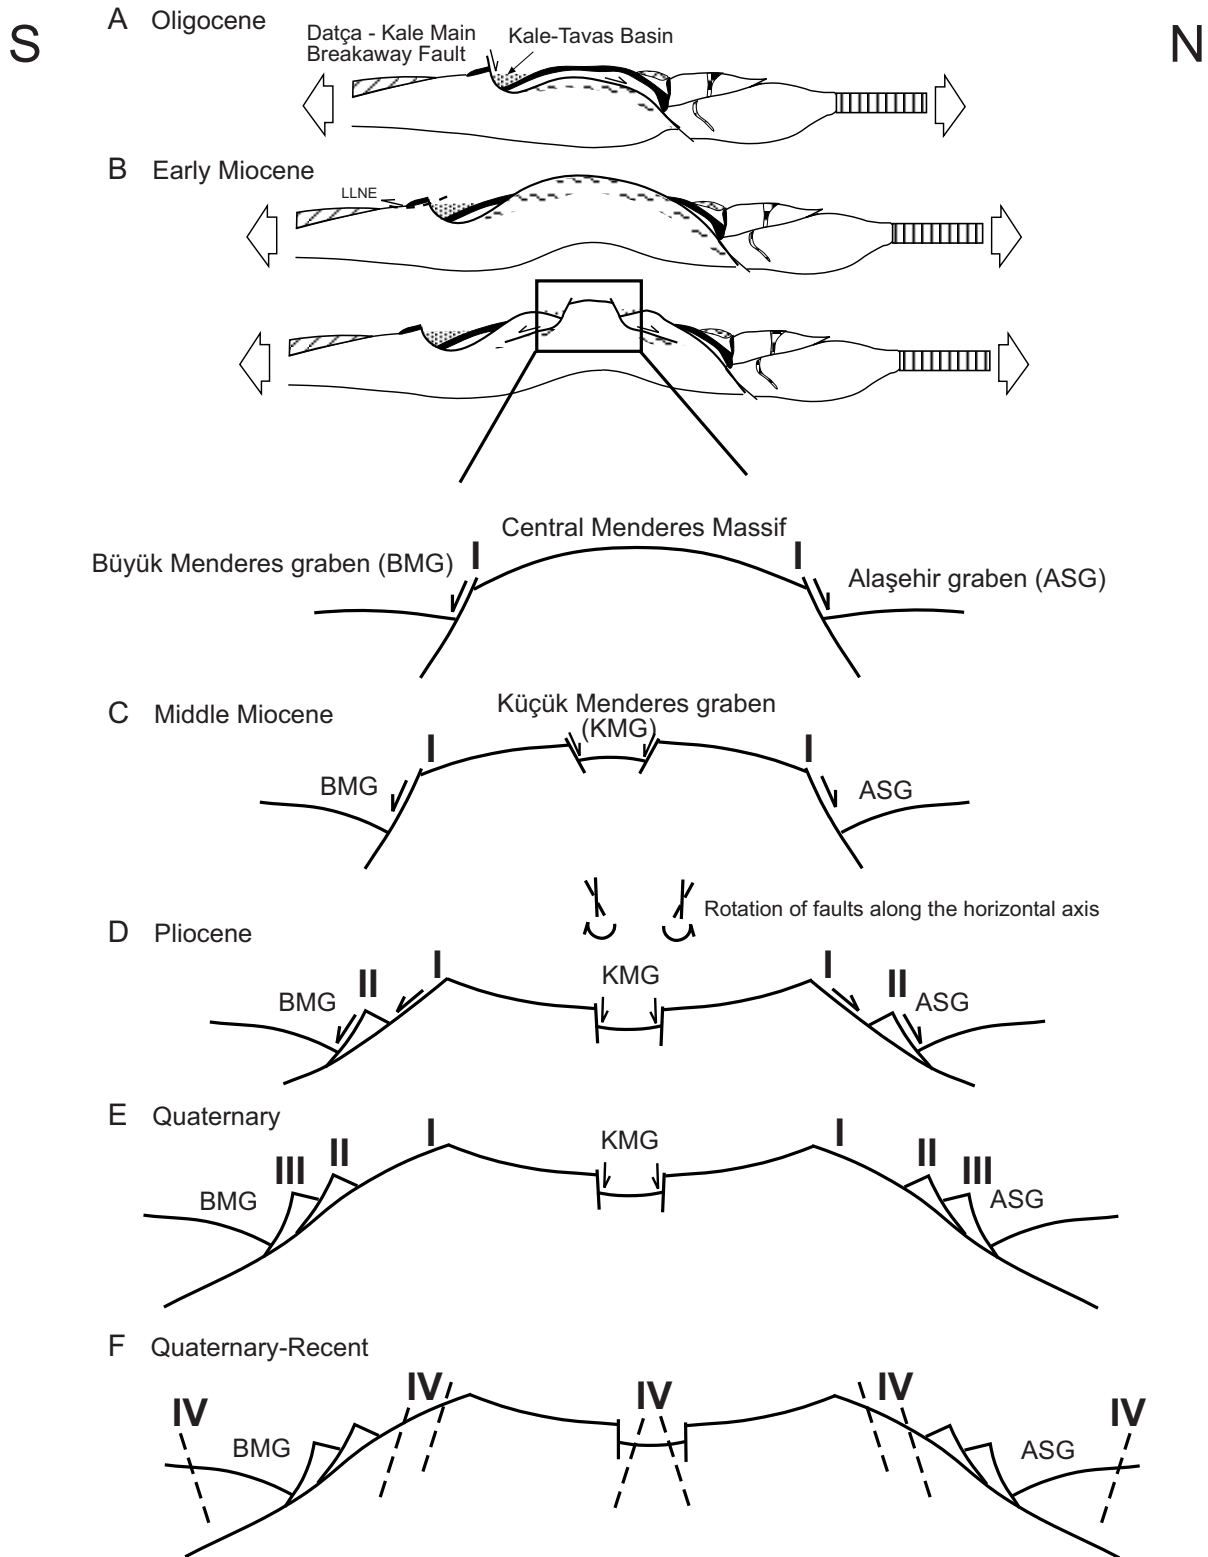 S
N
A Oligocene
Datça - Kale Main
Breakaway Fault
Kale-Tavas Basin
B Early Miocene
LLNE
Central Menderes Massif
Büyük Menderes graben (BMG)
I
I
Alaşehir graben (ASG)
C Middle Miocene
Küçük Menderes graben
(KMG)
I
I
BMG
ASG
Rotation of faults along the horizontal axis
D Pliocene
I
I
BMG
II
KMG
II
ASG
E Quaternary
I
KMG
I
III
II
II
III
BMG
ASG
F Quaternary-Recent
IV
IV
IV
IV
IV
BMG
ASG